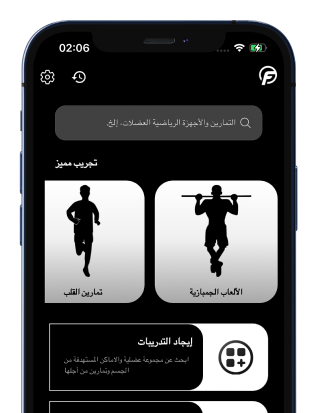 02:06
التمارين والأجهزة الرياضية العضلات، إلخ.
تجريب مميز
الألعاب الجمبازية
تمارين القلب
إيجاد التدريبات
ابحث عن مجموعة عضلية والاماكن المستهدفة من
الجسم وتمارين من أجلها